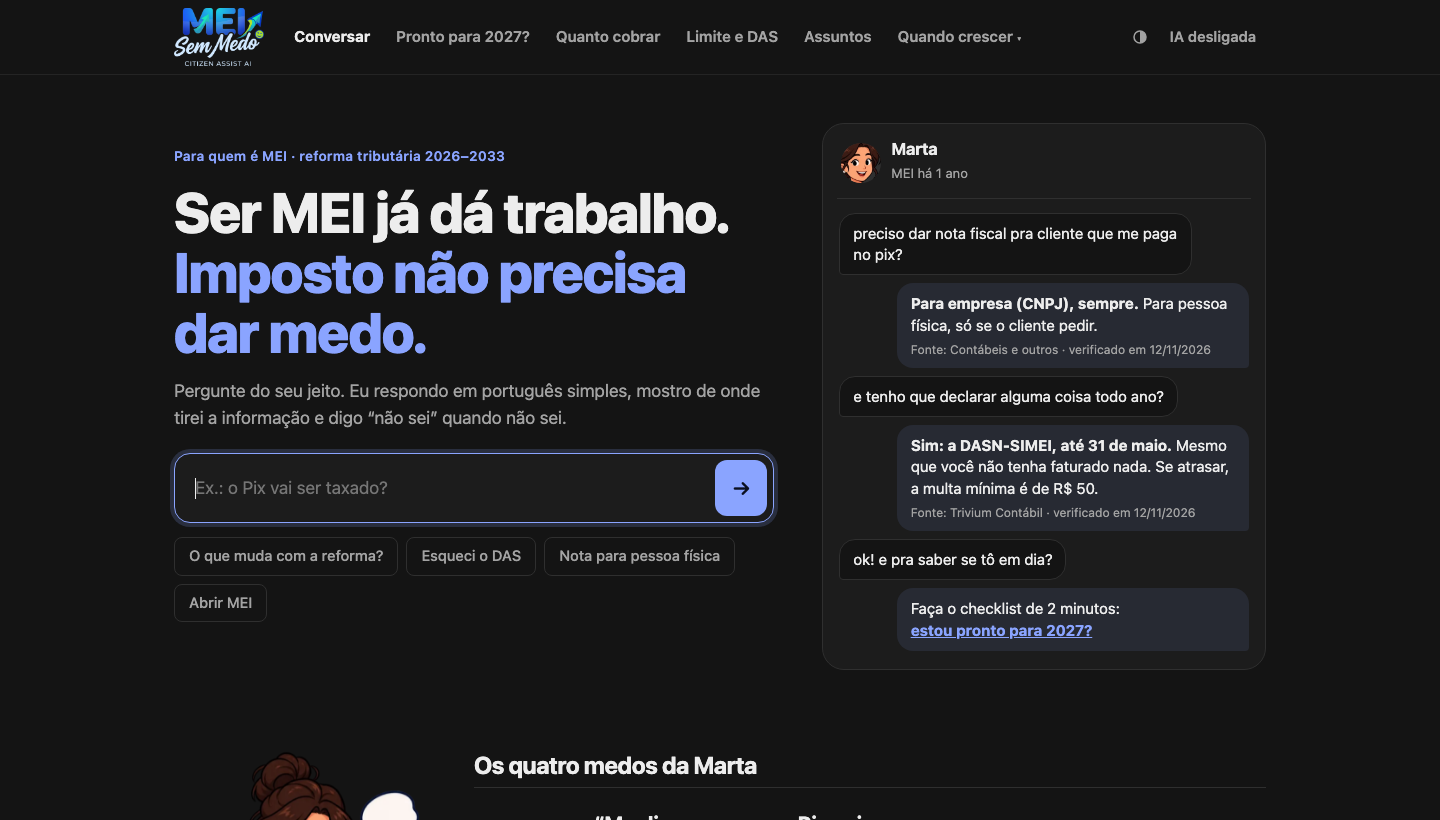 MEI
Sem Medo
CITIZEN ASSIST AI
Conversar
Pronto para 2027?
Quanto cobrar
Limite e DAS
Assuntos
Quando crescer
IA desligada
Para quem é MEI · reforma tributária 2026–2033
Ser MEI já dá trabalho.
Imposto não precisa
dar medo.
Pergunte do seu jeito. Eu respondo em português simples, mostro de onde
tirei a informação e digo “não sei” quando não sei.
Ex.: o Pix vai ser taxado?
O que muda com a reforma?
Esqueci o DAS
Nota para pessoa física
Abrir MEI
Marta
MEI há 1 ano
preciso dar nota fiscal pra cliente que me paga
no pix?
Para empresa (CNPJ), sempre. Para pessoa
física, só se o cliente pedir.
Fonte: Contábeis e outros · verificado em 12/11/2026
e tenho que declarar alguma coisa todo ano?
Sim: a DASN-SIMEI, até 31 de maio. Mesmo
que você não tenha faturado nada. Se atrasar,
a multa mínima é de R$ 50.
Fonte: Trivium Contábil · verificado em 12/11/2026
ok! e pra saber se tô em dia?
Faça o checklist de 2 minutos:
estou pronto para 2027?
Os quatro medos da Marta